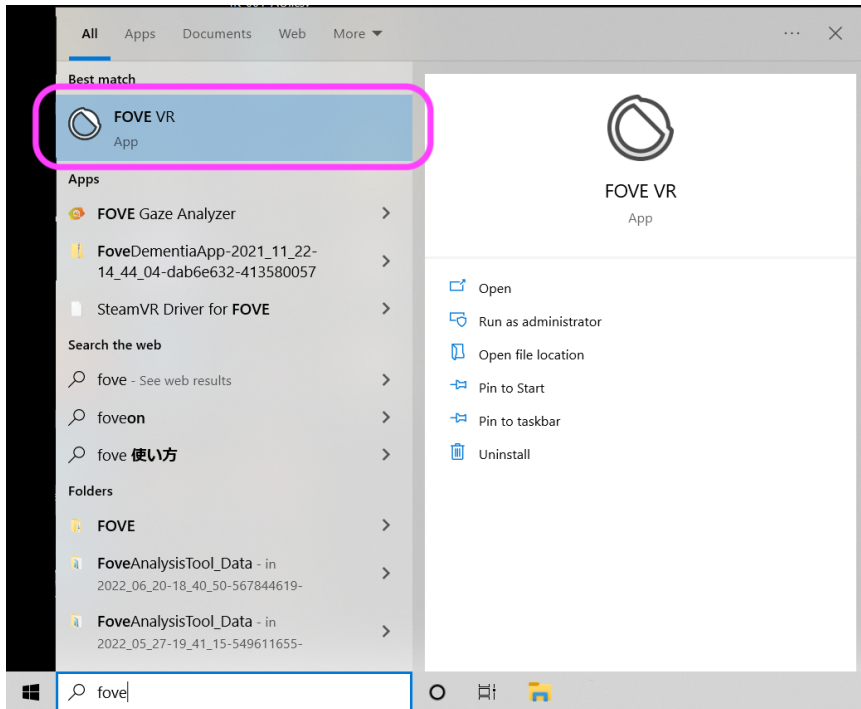 All Apps Documents Web More
Best match
FOVE VR
App
Apps
FOVE Gaze Analyzer
FoveDementiaApp-2021_11_22-
14_44_04-dab6e632-413580057
SteamVR Driver for FOVE
Search the web
fove - See web results
foveon
fove 使い方
Folders
FOVE
FoveAnalysisTool_Data - in
2022_06_20-18_40_50-567844619-
FoveAnalysisTool_Data - in
2022_05_27-19_41_15-549611655-
fove
FOVE VR
App
Open
Run as administrator
Open file location
Pin to Start
Pin to taskbar
Uninstall